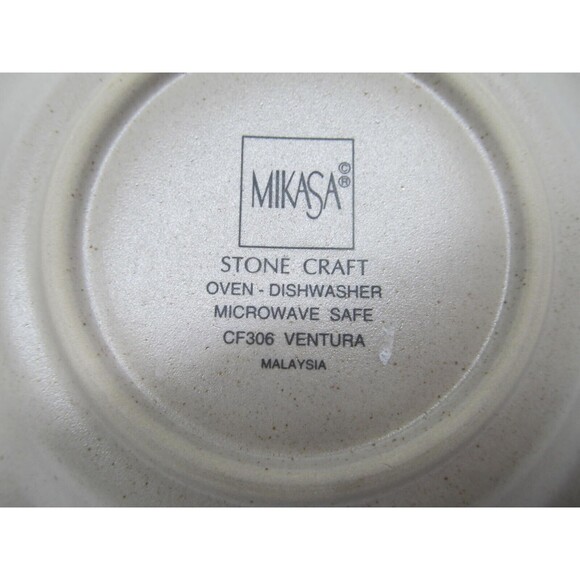 MIKASA©®
STONE CRAFT
OVEN - DISHWASHER
MICROWAVE SAFE
CF306 VENTURA
MALAYSIA